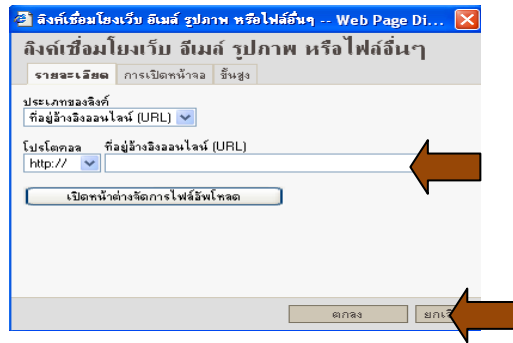 ลิงค์เชื่อมโยงเว็บ อีเมล์ รูปภาพ หรือไฟล์อื่นๆ -- Web Page Di...
ลิงค์เชื่อมโยงเว็บ อีเมล์ รูปภาพ หรือไฟล์อื่นๆ
รายละเอียด การเปิดหน้าจอ ขั้นสูง
ประเภทของลิงค์
ที่อยู่อ้างอิงออนไลน์ (URL)
โปรโตคอล ที่อยู่อ้างอิงออนไลน์ (URL)
http://
เปิดหน้าต่างจัดการไฟล์อัพโหลด
ตกลง